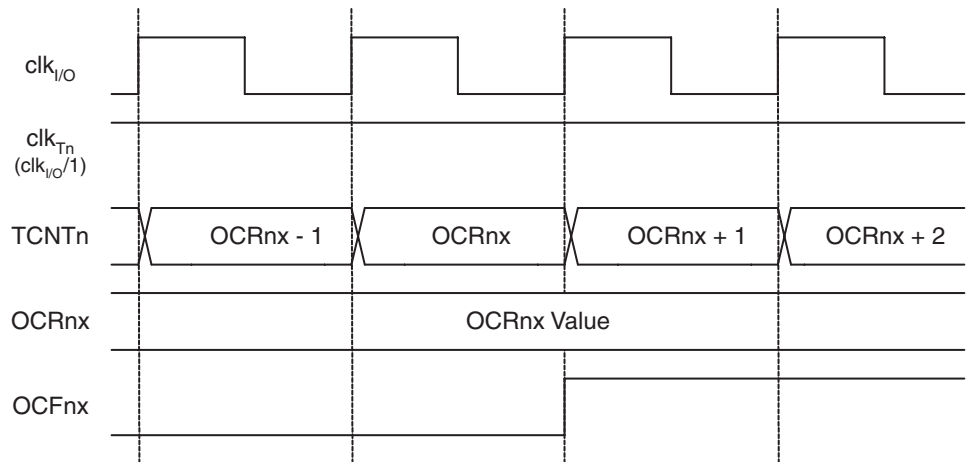 clkI/O
clkTn
(clkI/O/1)
TCNTn OCRnx - 1 OCRnx OCRnx + 1 OCRnx + 2
OCRnx OCRnx Value
OCFnx